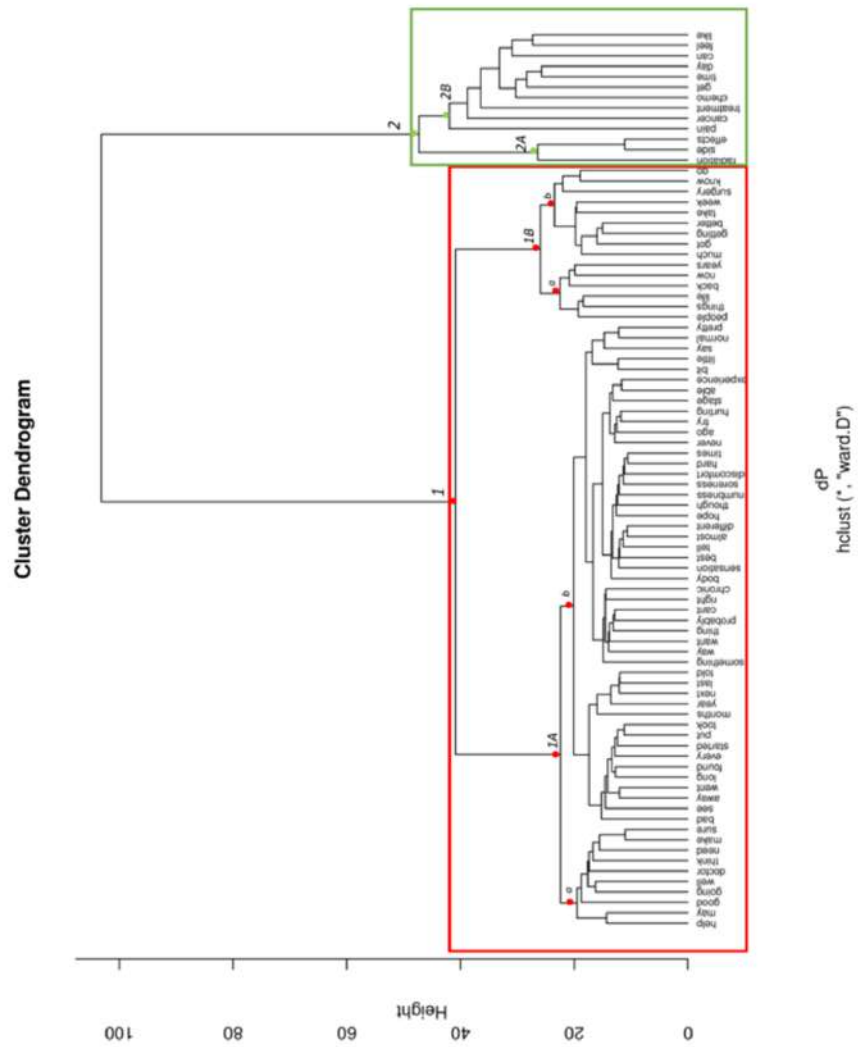 Cluster Dendrogram
like
feel
can
day
time
get
chemo
treatment
cancer
pain
effects
side
radiation
go
know
surgery
week
take
better
getting
got
much
years
now
back
life
things
people
pretty
normal
say
little
bit
experience
able
stage
hurting
try
ago
never
times
hard
discomfort
soreness
numbness
though
hope
different
almost
tell
best
sensation
body
chronic
right
cant
probably
thing
want
way
something
told
last
next
year
months
took
put
started
every
found
long
went
away
see
bad
sure
make
need
think
doctor
well
going
good
may
help
2
2B
2A
1
1B
b
a
1A
b
a
Height
100
80
60
40
20
0
dP
hclust (*, "ward.D")